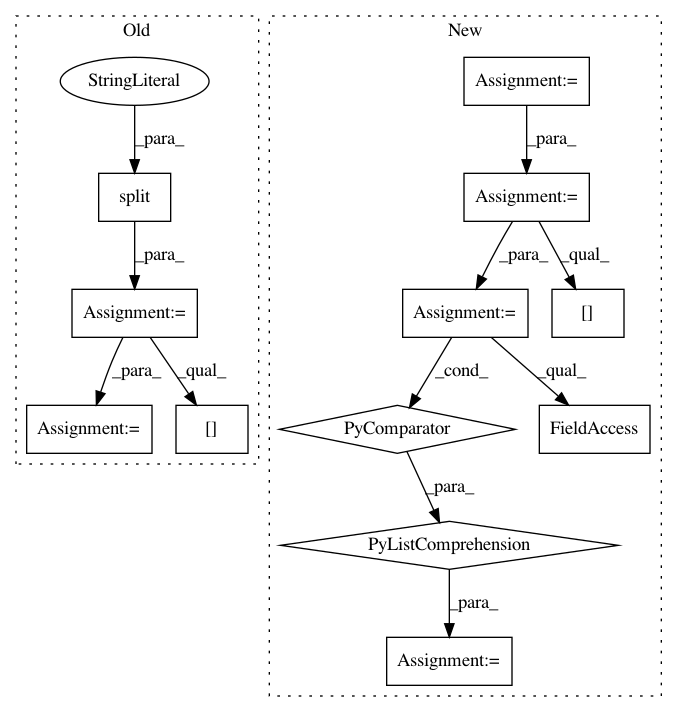 Old
New
StringLiteral
Assignment:=
_para_
_para_
split
Assignment:=
_para_
_para_
_qual_
Assignment:=
Assignment:=
[]
_para_
_qual_
_cond_
_qual_
Assignment:=
[]
PyComparator
FieldAccess
_para_
PyListComprehension
_para_
Assignment:=